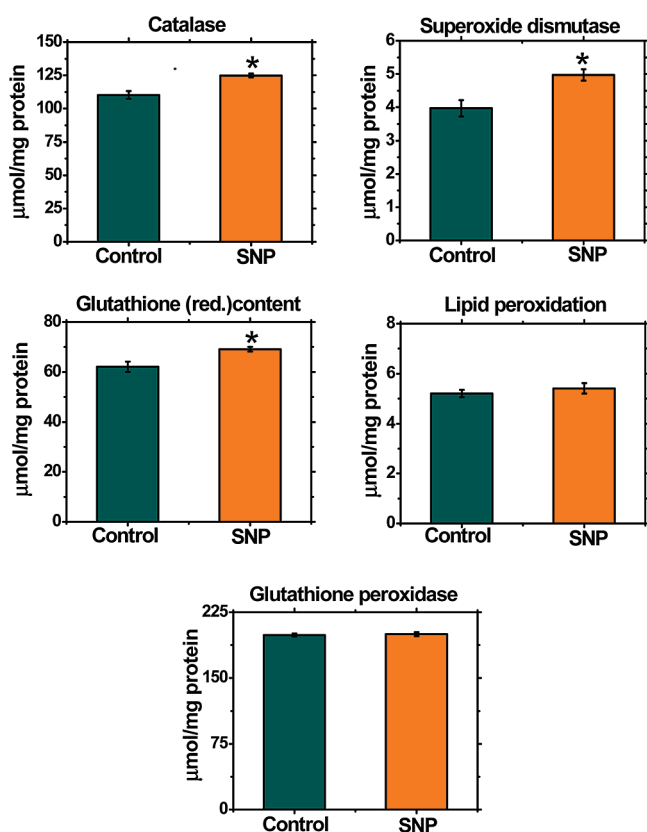 Catalase
150
125
100
75
50
25
0
μmol/mg protein
*
Control SNP
Superoxide dismutase
6
5
4
3
2
1
0
μmol/mg protein
*
Control SNP
Glutathione (red.)content
80
60
40
20
0
μmol/mg protein
*
Control SNP
Lipid peroxidation
8
6
4
2
0
μmol/mg protein
Control SNP
Glutathione peroxidase
225
150
75
0
μmol/mg protein
Control SNP